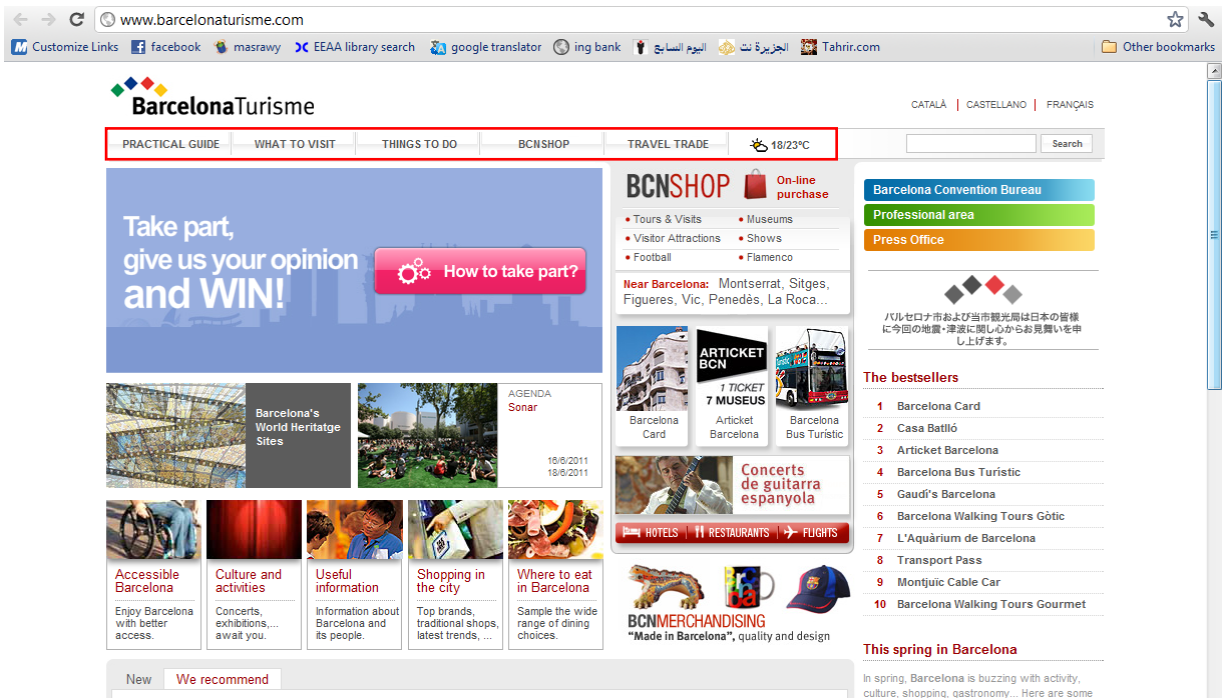 www.barcelonaturisme.com
Customize Links facebook masrawy EEAA library search google translator ing bank اليوم السابع الجزيرة نت Tahrir.com Other bookmarks
BarcelonaTurisme
CATALÀ | CASTELLANO | FRANÇAIS
PRACTICAL GUIDE WHAT TO VISIT THINGS TO DO BCNSHOP TRAVEL TRADE 18/23ºC Search
Take part,
give us your opinion
and WIN!
How to take part?
Barcelona's
World Heritatge
Sites
AGENDA
Sonar
16/6/2011
18/6/2011
Accessible
Barcelona
Enjoy Barcelona
with better
access.
Culture and
activities
Concerts,
exhibitions,...
await you.
Useful
information
Information about
Barcelona and
its people.
Shopping in
the city
Top brands,
traditional shops,
latest trends, ...
Where to eat
in Barcelona
Sample the wide
range of dining
choices.
New We recommend
BCNSHOP
On-line
purchase
• Tours & Visits • Museums
• Visitor Attractions • Shows
• Football • Flamenco
Near Barcelona: Montserrat, Sitges,
Figueres, Vic, Penedès, La Roca...
Barcelona
Card
ARTICKET
BCN
1 TICKET
7 MUSEUS
Articket
Barcelona
Barcelona
Bus Turístic
Concerts
de guitarra
espanyola
HOTELS | RESTAURANTS | FLIGHTS
BCNMERCHANDISING
"Made in Barcelona", quality and design
Barcelona Convention Bureau
Professional area
Press Office
バルセロナ市および当市観光局は日本の皆様
に今回の地震・津波に関し心からお見舞いを申
し上げます。
The bestsellers
1 Barcelona Card
2 Casa Batlló
3 Articket Barcelona
4 Barcelona Bus Turístic
5 Gaudí's Barcelona
6 Barcelona Walking Tours Gòtic
7 L'Aquàrium de Barcelona
8 Transport Pass
9 Montjuïc Cable Car
10 Barcelona Walking Tours Gourmet
This spring in Barcelona
In spring, Barcelona is buzzing with activity,
culture, shopping, gastronomy... Here are some